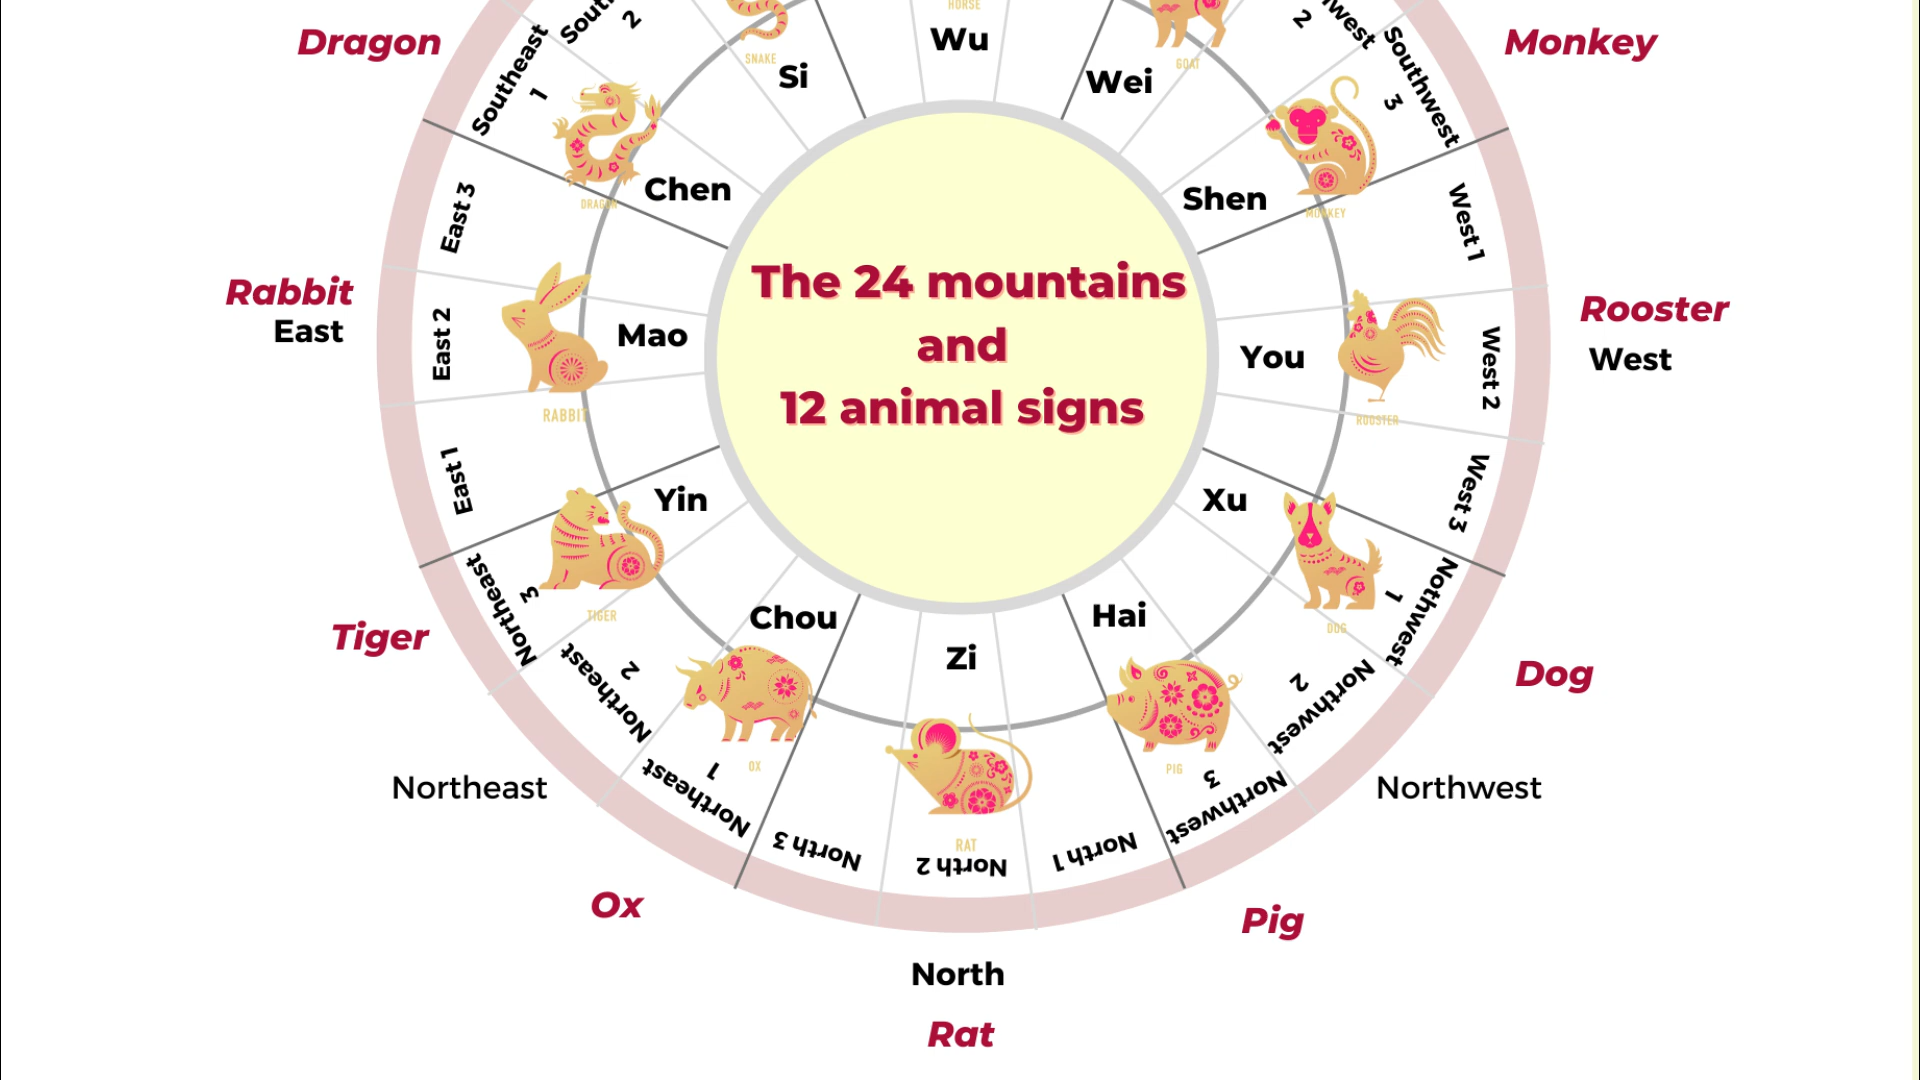 HORSE
Wu
SNAKE
Si
GOAT
Wei
2
2
Dragon
Southeast
1
DRAGON
Chen
Monkey
Southwest
3
MONKEY
Shen
East 3
West 1
Rabbit
East
East 2
RABBIT
Mao
The 24 mountains
and
12 animal signs
You
ROOSTER
West 2
Rooster
West
East 1
West 3
Yin
TIGER
Northeast
3
Tiger
Xu
DOG
Northwest
1
Dog
Chou
OX
Northeast
2
Northeast
1
Northeast
Ox
Zi
RAT
North 3
North 2
North 1
Hai
PIG
Northwest
2
Northwest
3
Northwest
Pig
North
Rat